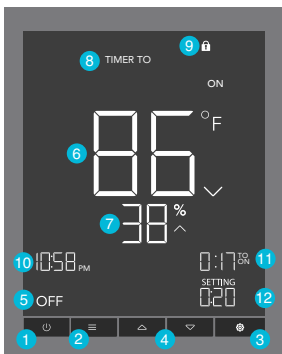 9
8 TIMER TO
ON
6 86 °F
7 38 %
10 10:58 PM
0:17 TO ON 11
SETTING
5 OFF
0:20 12
1 2 4 3